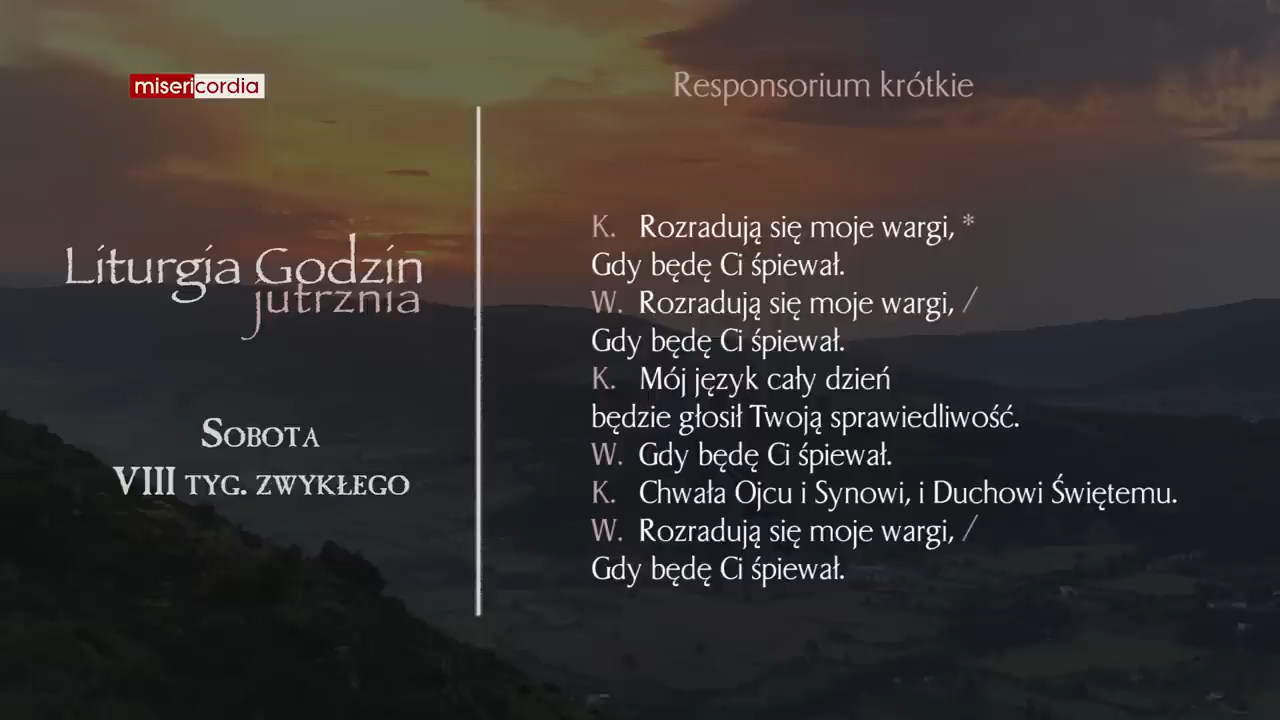 misericordia
Responsorium krótkie
Liturgia Godzin
jutrznia
Sobota
VIII tyg. zwykłego
K. Rozradują się moje wargi, *
Gdy będę Ci śpiewał.
W. Rozradują się moje wargi, /
Gdy będę Ci śpiewał.
K. Mój język cały dzień
będzie głosił Twoją sprawiedliwość.
W. Gdy będę Ci śpiewał.
K. Chwała Ojcu i Synowi, i Duchowi Świętemu.
W. Rozradują się moje wargi, /
Gdy będę Ci śpiewał.